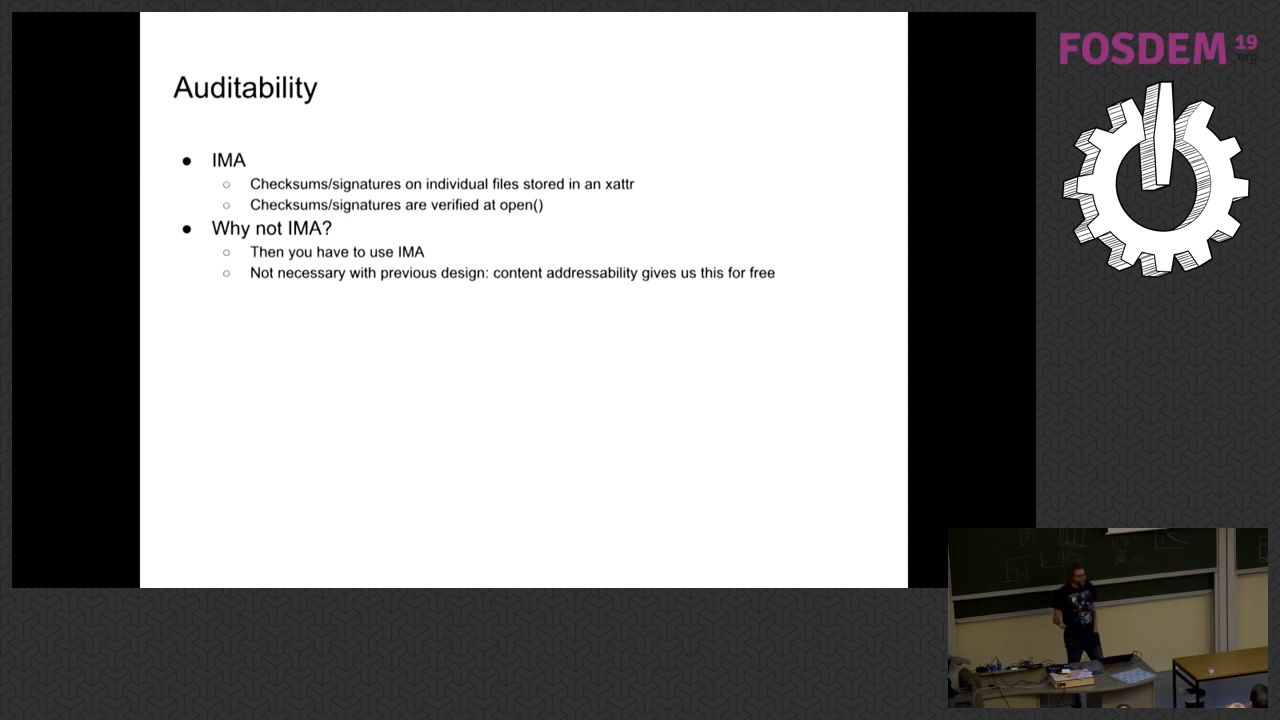 FOSDEM 19
.org
Auditability
● IMA
○ Checksums/signatures on individual files stored in an xattr
○ Checksums/signatures are verified at open()
● Why not IMA?
○ Then you have to use IMA
○ Not necessary with previous design: content addressability gives us this for free